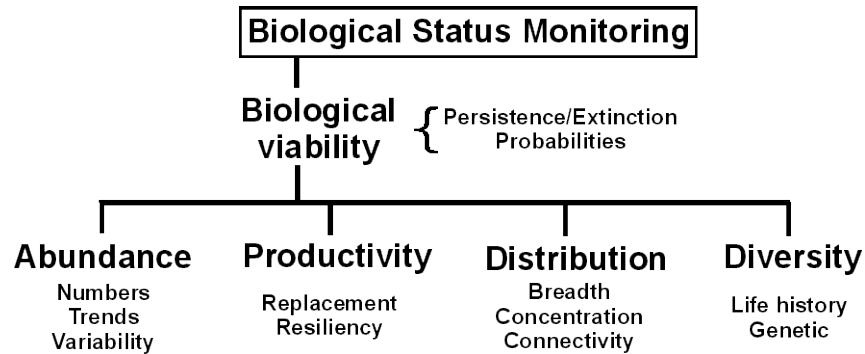 Biological Status Monitoring
Biological
viability
Persistence/Extinction
Probabilities
Abundance
Numbers
Trends
Variability
Productivity
Replacement
Resiliency
Distribution
Breadth
Concentration
Connectivity
Diversity
Life history
Genetic